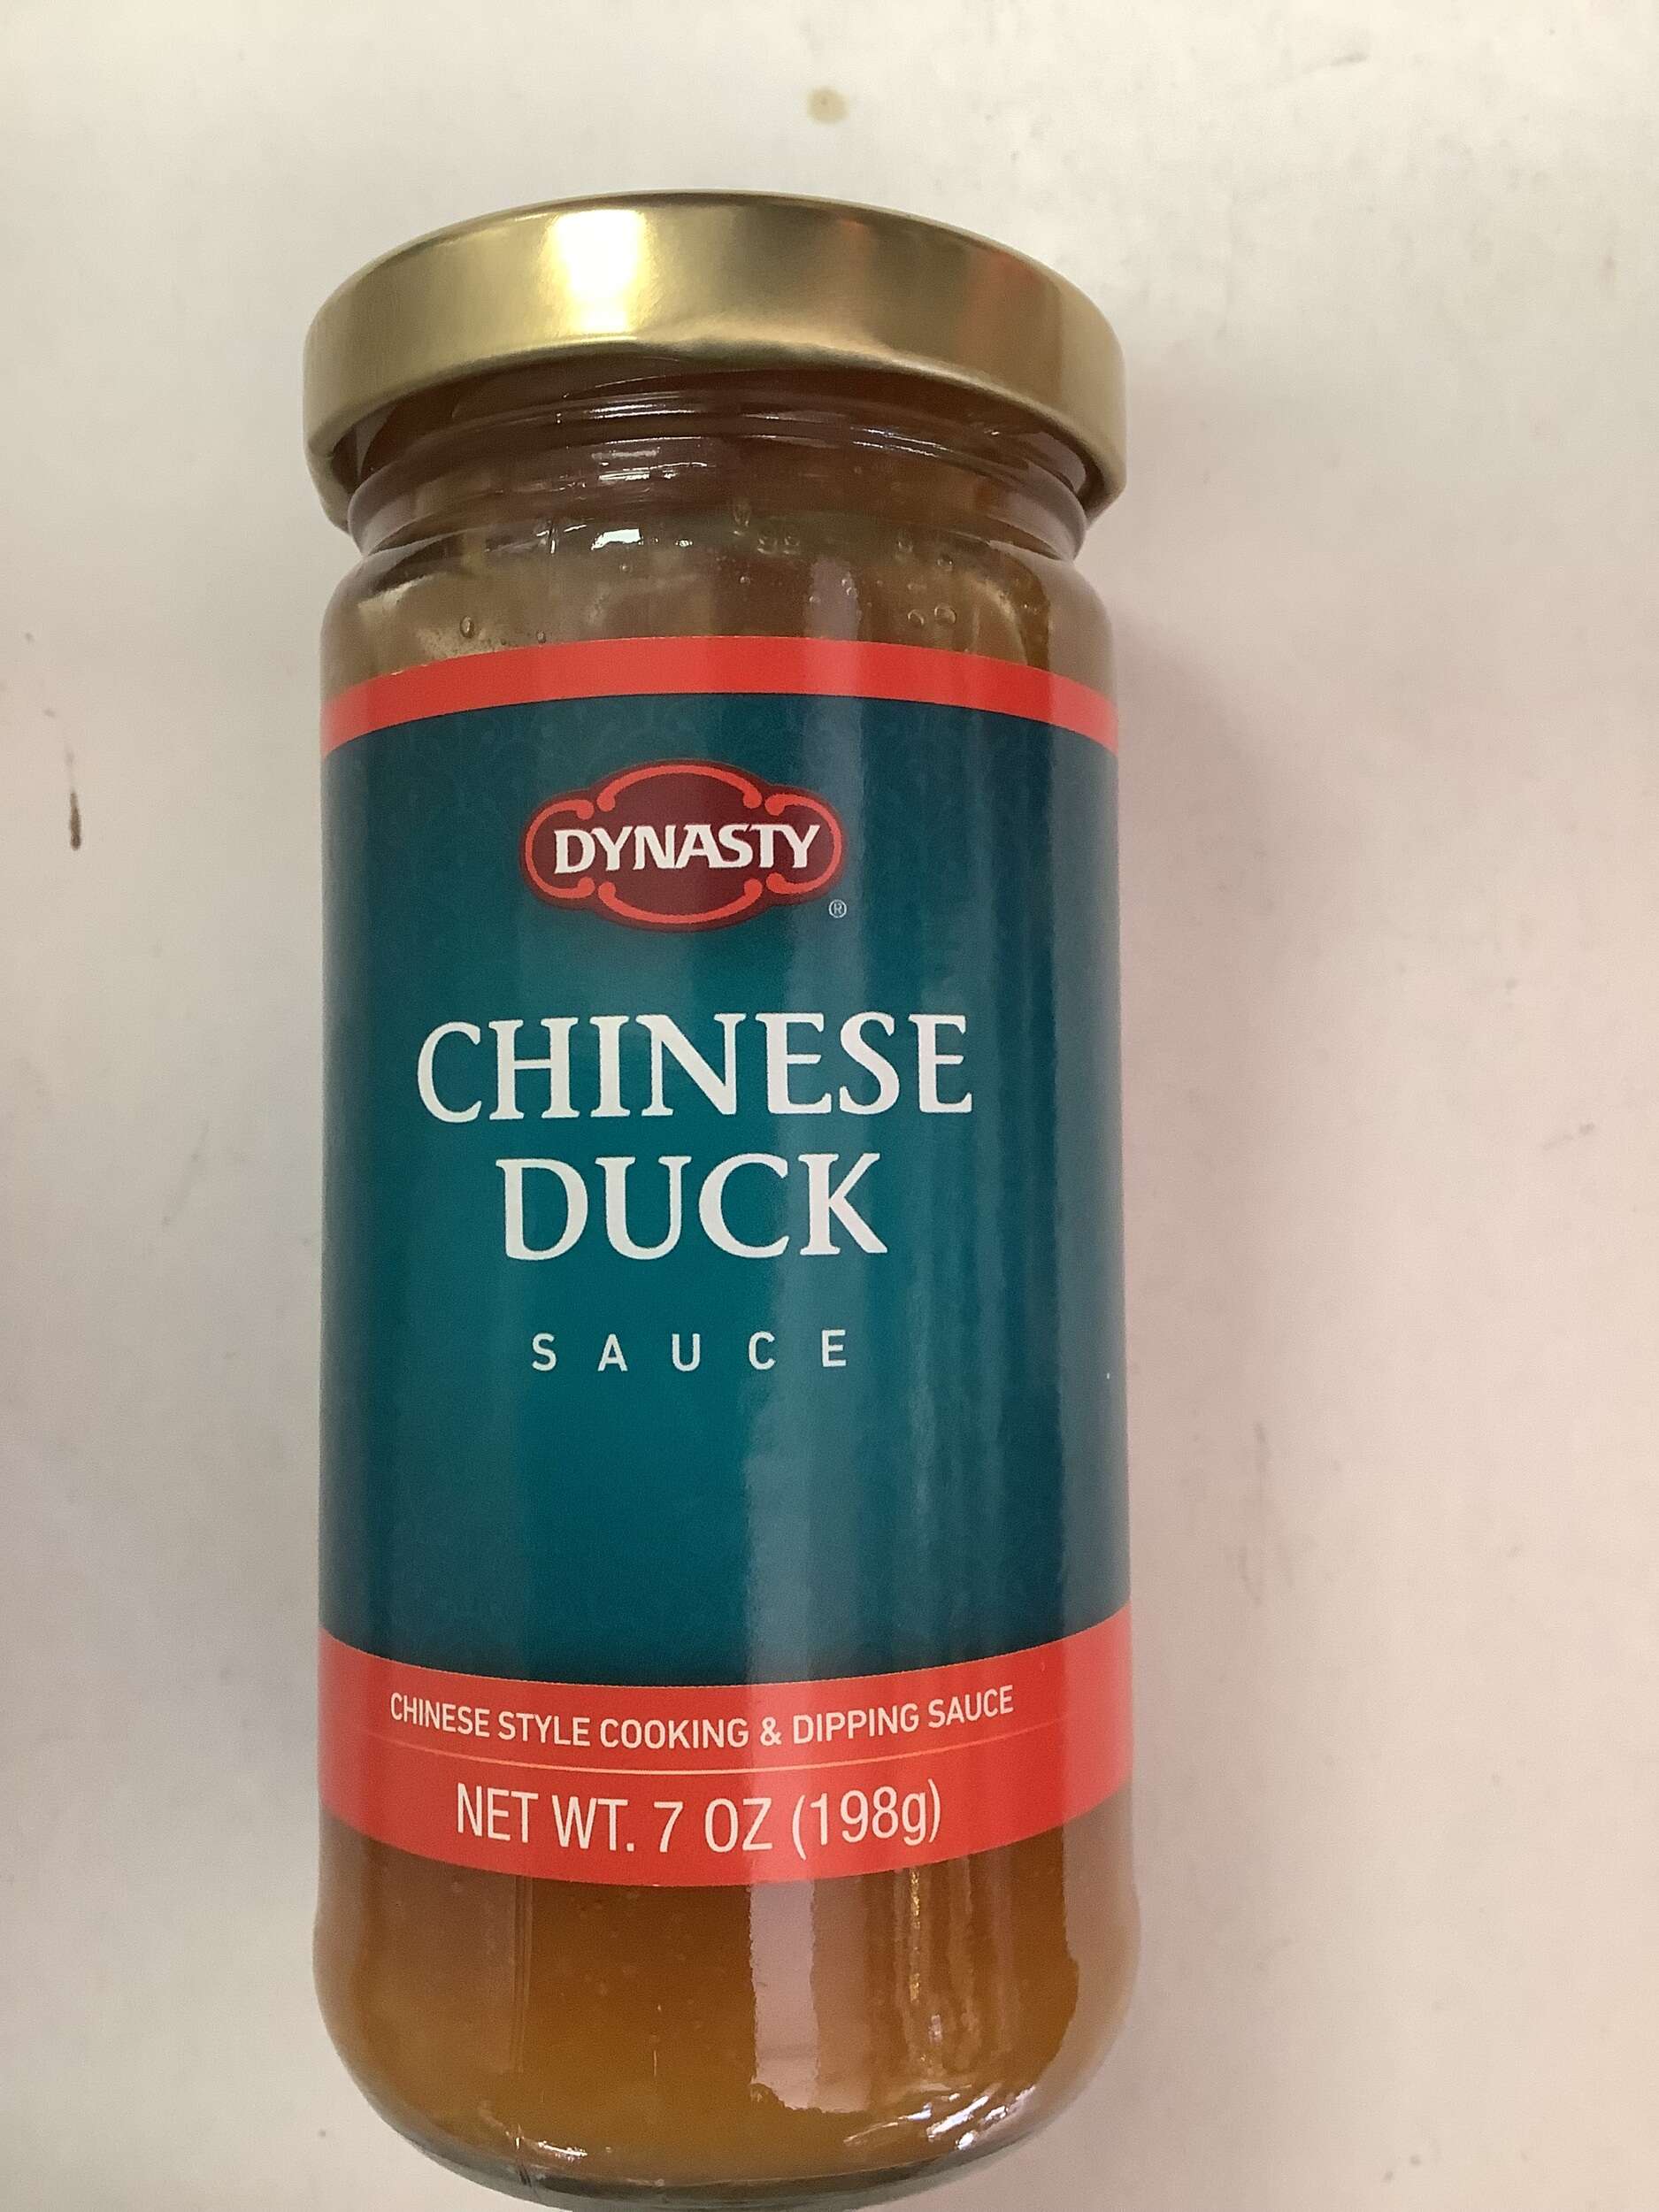 DYNASTY
®
CHINESE
DUCK
SAUCE
CHINESE STYLE COOKING & DIPPING SAUCE
NET WT. 7 OZ (198g)